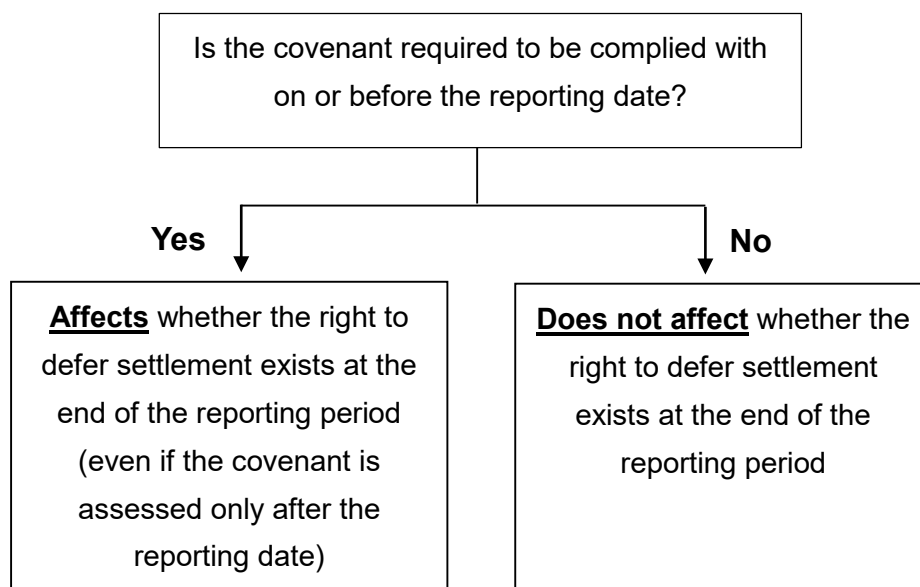 Is the covenant required to be complied with
on or before the reporting date?
Yes
No
Affects whether the right to
defer settlement exists at the
end of the reporting period
(even if the covenant is
assessed only after the
reporting date)
Does not affect whether the
right to defer settlement
exists at the end of the
reporting period